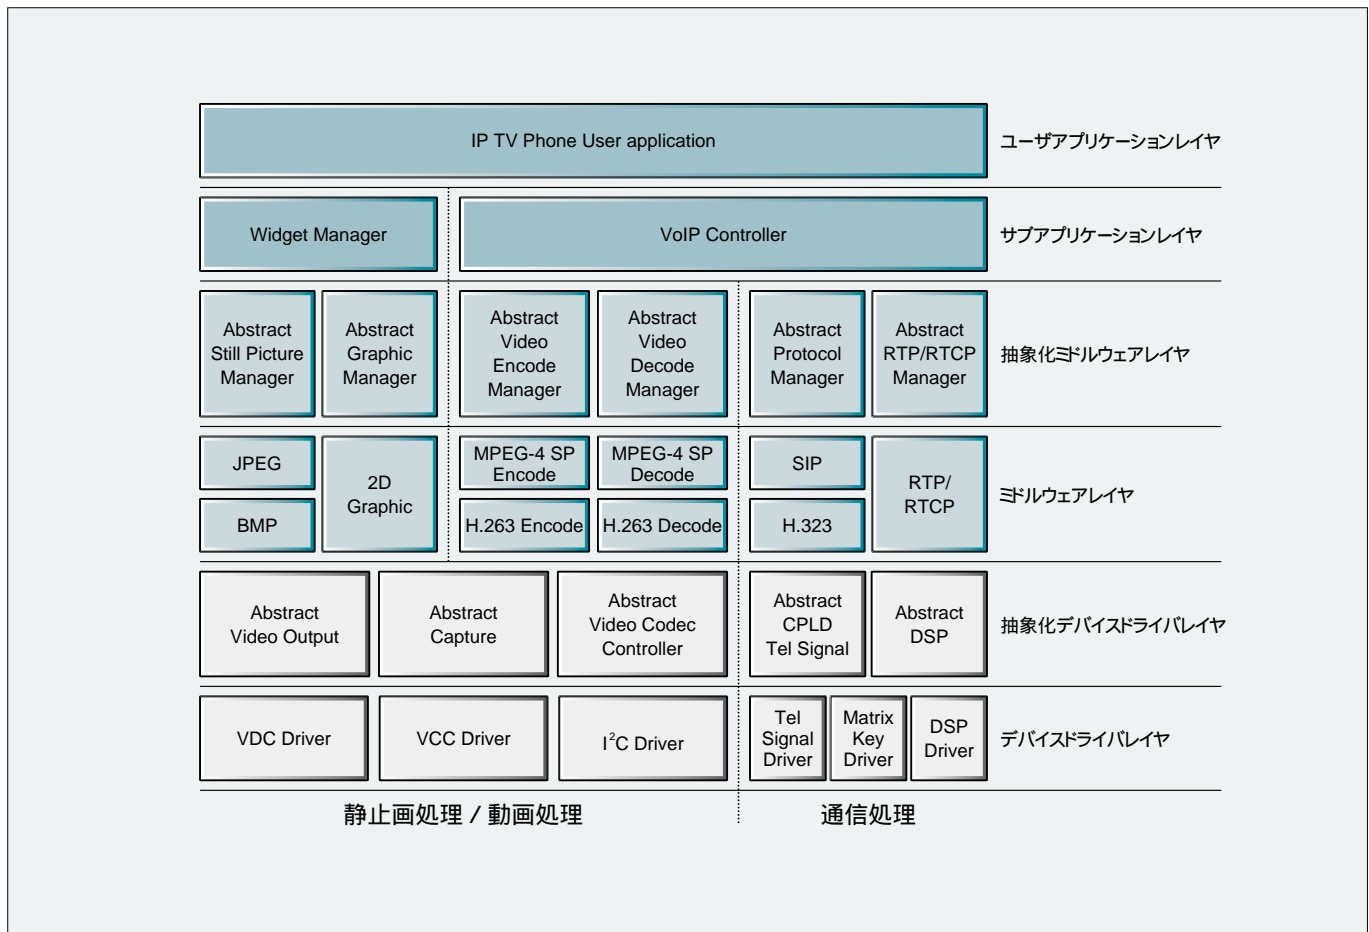 IP TV Phone User application
ユーザアプリケーションレイヤ
Widget Manager
VoIP Controller
サブアプリケーションレイヤ
Abstract
Still Picture
Manager
Abstract
Graphic
Manager
Abstract
Video
Encode
Manager
Abstract
Video
Decode
Manager
Abstract
Protocol
Manager
Abstract
RTP/RTCP
Manager
抽象化ミドルウェアレイヤ
JPEG
BMP
2D
Graphic
MPEG-4 SP
Encode
MPEG-4 SP
Decode
H.263 Encode
H.263 Decode
SIP
H.323
RTP/
RTCP
ミドルウェアレイヤ
Abstract
Video Output
Abstract
Capture
Abstract
Video Codec
Controller
Abstract
CPLD
Tel Signal
Abstract
DSP
抽象化デバイスドライバレイヤ
VDC Driver
VCC Driver
I²C Driver
Tel
Signal
Driver
Matrix
Key
Driver
DSP
Driver
デバイスドライバレイヤ
静止画処理 / 動画処理
通信処理